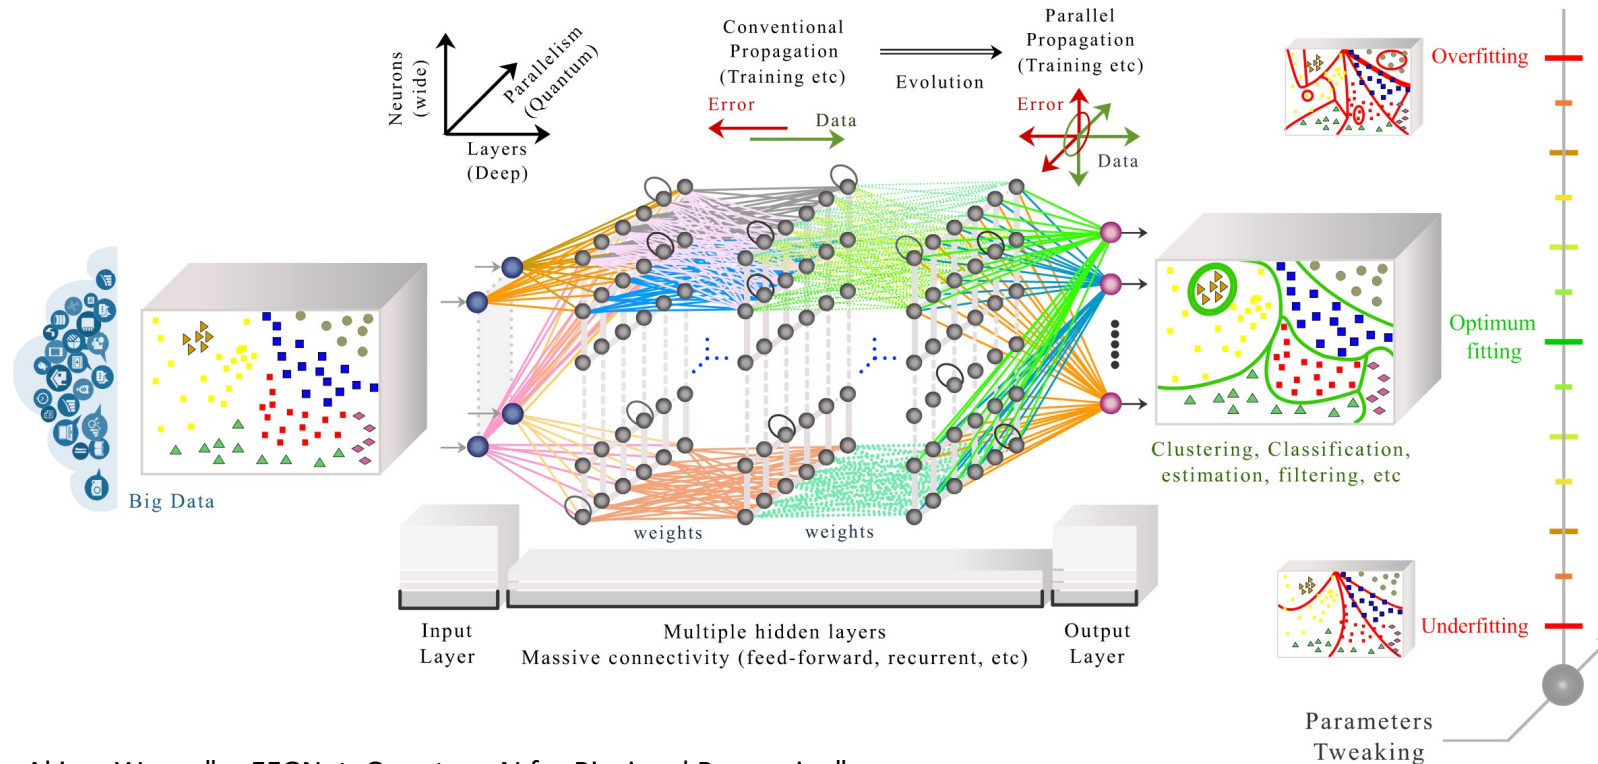 Neurons
(wide)
Parallelism
(Quantum)
Layers
(Deep)
Conventional
Propagation
(Training etc)
Error
Data
Evolution
Parallel
Propagation
(Training etc)
Error
Data
Overfitting
Optimum
fitting
Underfitting
Big Data
weights
weights
Clustering, Classification,
estimation, filtering, etc
Input
Layer
Multiple hidden layers
Massive connectivity (feed-forward, recurrent, etc)
Output
Layer
Parameters
Tweaking